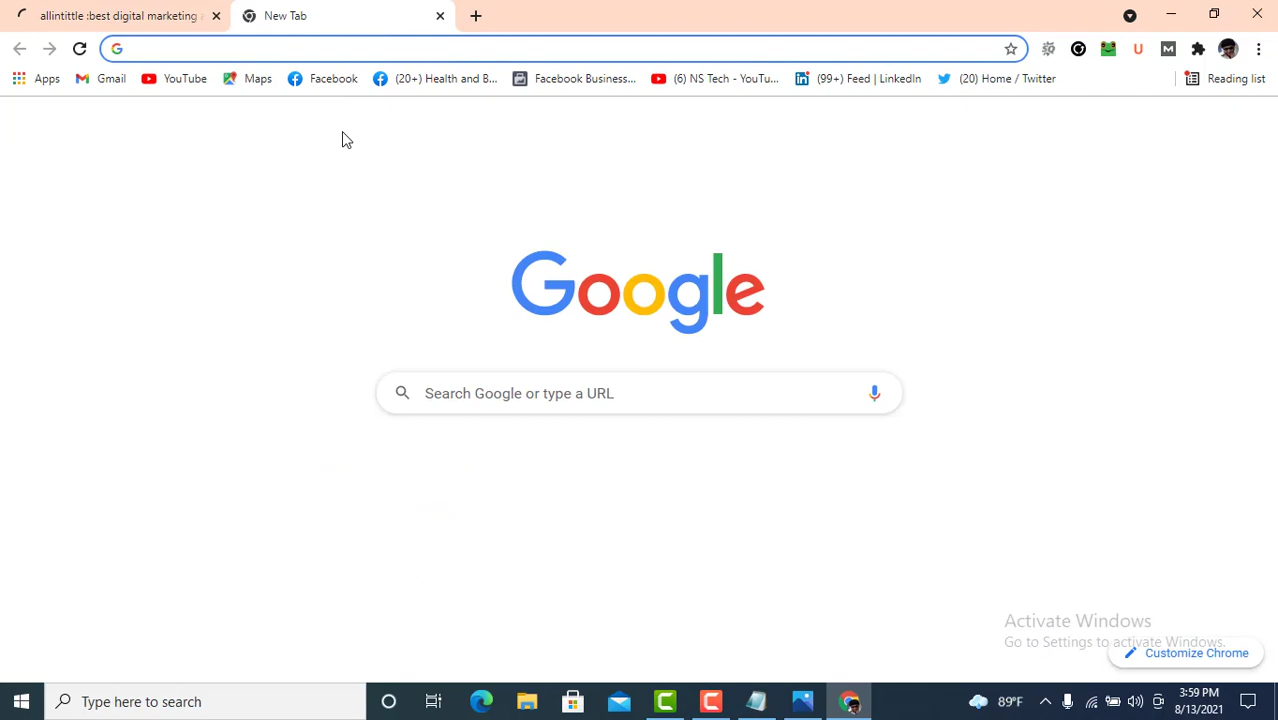 allintittle :best digital marketing a
New Tab
Apps
Gmail
YouTube
Maps
Facebook
(20+) Health and B...
Facebook Business...
(6) NS Tech - YouTu...
(99+) Feed | LinkedIn
(20) Home / Twitter
Reading list
Google
Search Google or type a URL
Activate Windows
Go to Settings to activate Windows.
Customize Chrome
Type here to search
89°F
3:59 PM
8/13/2021